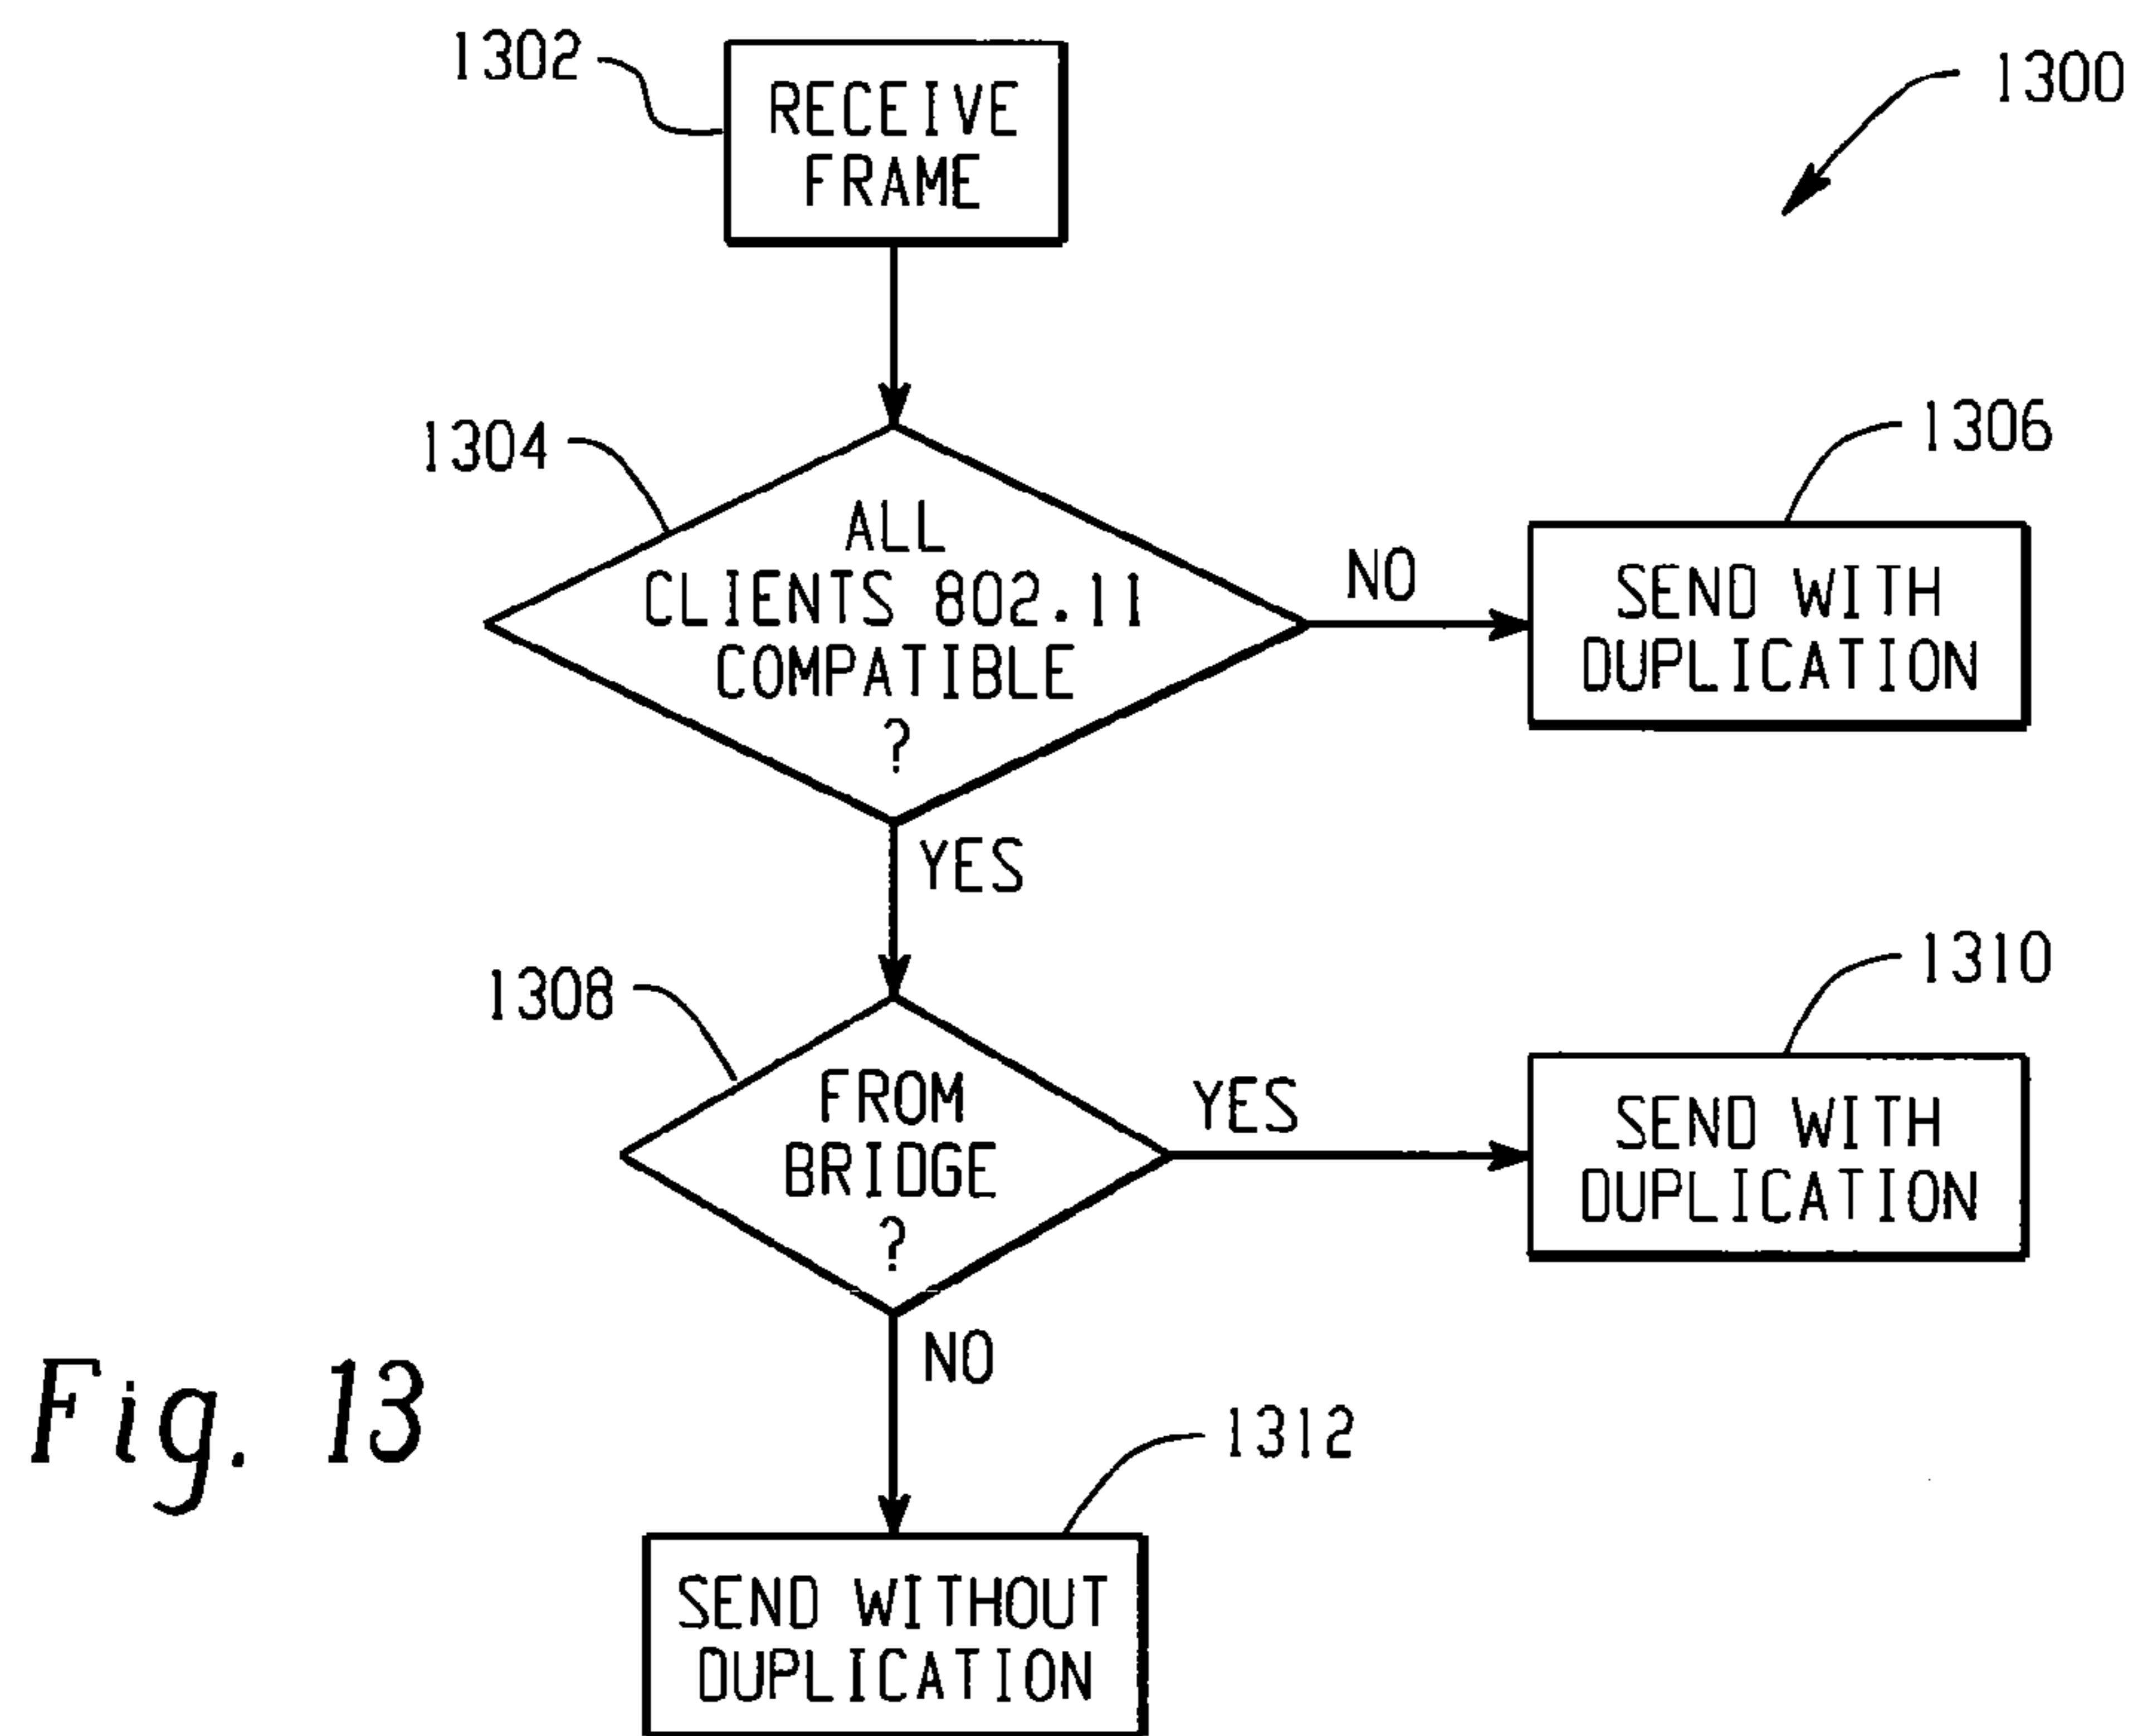 1302
RECEIVE
FRAME
1300
1304
ALL
CLIENTS 802.11
COMPATIBLE
?
NO
1306
SEND WITH
DUPLICATION
YES
1308
FROM
BRIDGE
?
YES
1310
SEND WITH
DUPLICATION
NO
1312
SEND WITHOUT
DUPLICATION
Fig. 13